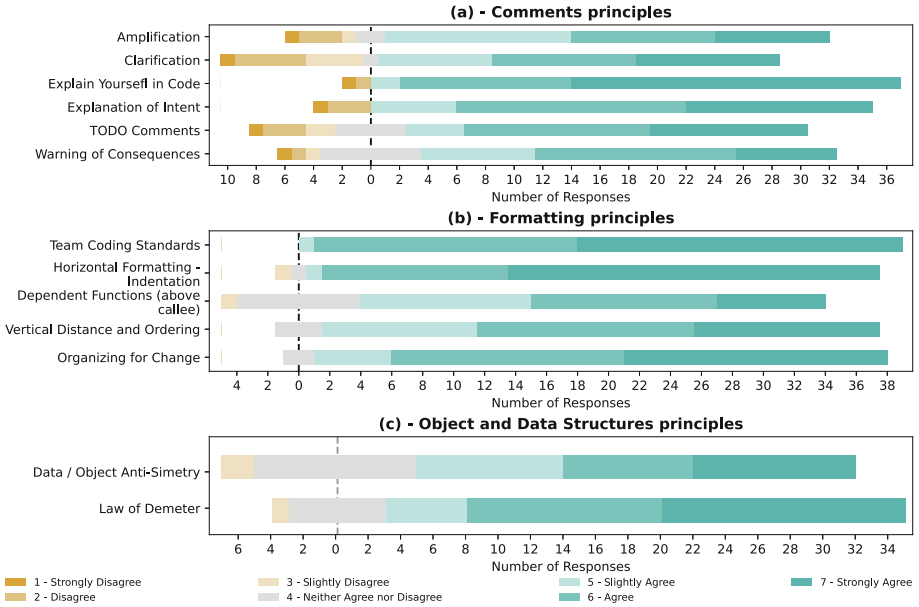 (a) - Comments principles
Amplification
Clarification
Explain Yoursefl in Code
Explanation of Intent
TODO Comments
Warning of Consequences
10 8 6 4 2 0 2 4 6 8 10 12 14 16 18 20 22 24 26 28 30 32 34 36
Number of Responses
(b) - Formatting principles
Team Coding Standards
Horizontal Formatting -
Indentation
Dependent Functions (above
callee)
Vertical Distance and Ordering
Organizing for Change
4 2 0 2 4 6 8 10 12 14 16 18 20 22 24 26 28 30 32 34 36 38
Number of Responses
(c) - Object and Data Structures principles
Data / Object Anti-Simetry
Law of Demeter
6 4 2 0 2 4 6 8 10 12 14 16 18 20 22 24 26 28 30 32 34
Number of Responses
1 - Strongly Disagree 3 - Slightly Disagree 5 - Slightly Agree 7 - Strongly Agree
2 - Disagree 4 - Neither Agree nor Disagree 6 - Agree